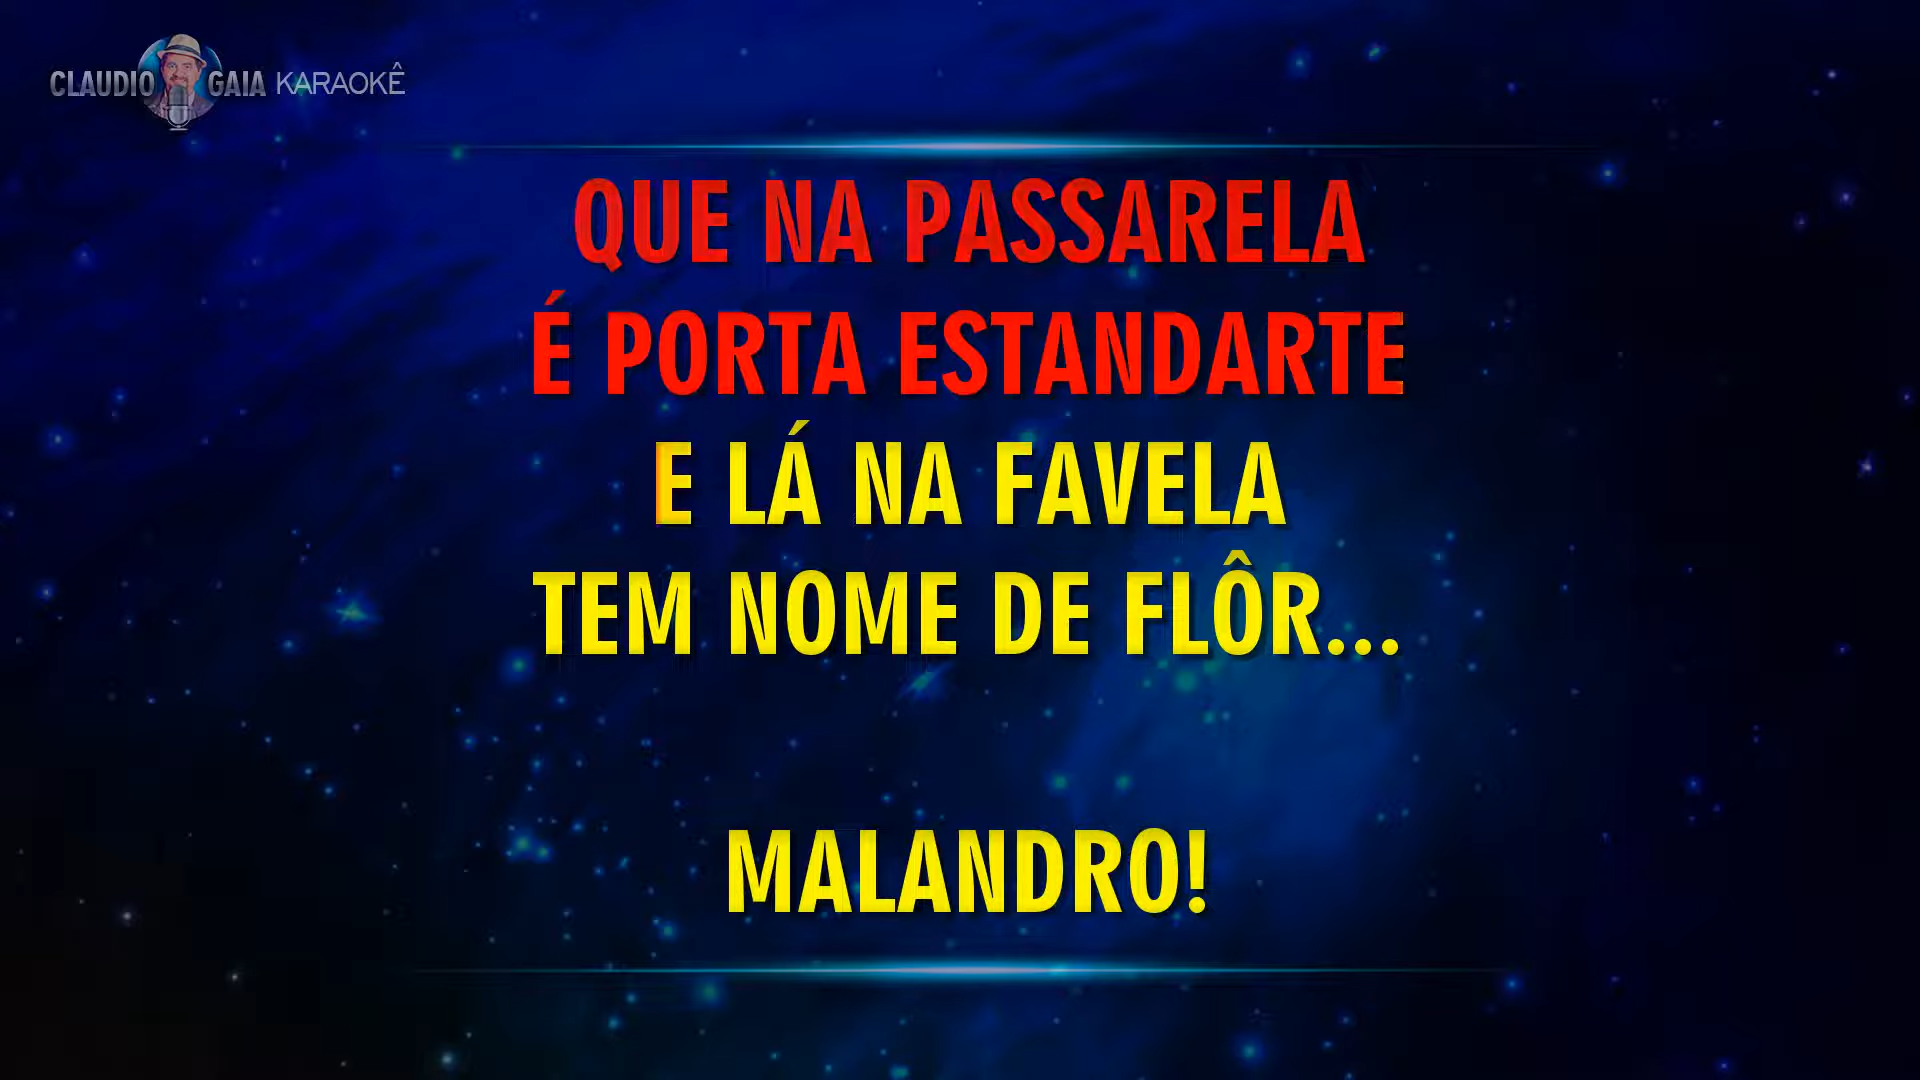 CLAUDIO GAIA KARAOKÊ
QUE NA PASSARELA
É PORTA ESTANDARTE
E LÁ NA FAVELA
TEM NOME DE FLÔR...
MALANDRO!